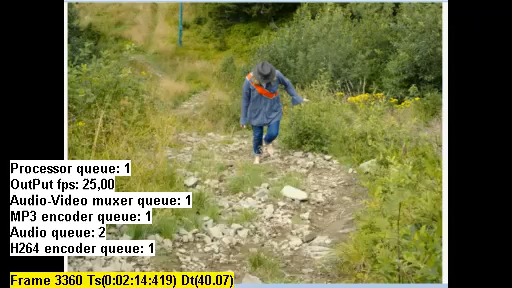 Processor queue: 1
OutPut fps: 25,00
Audio-Video muxer queue: 1
MP3 encoder queue: 1
Audio queue: 2
H264 encoder queue: 1
Frame 3360 Ts(0:02:14:419) Dt(40.07)